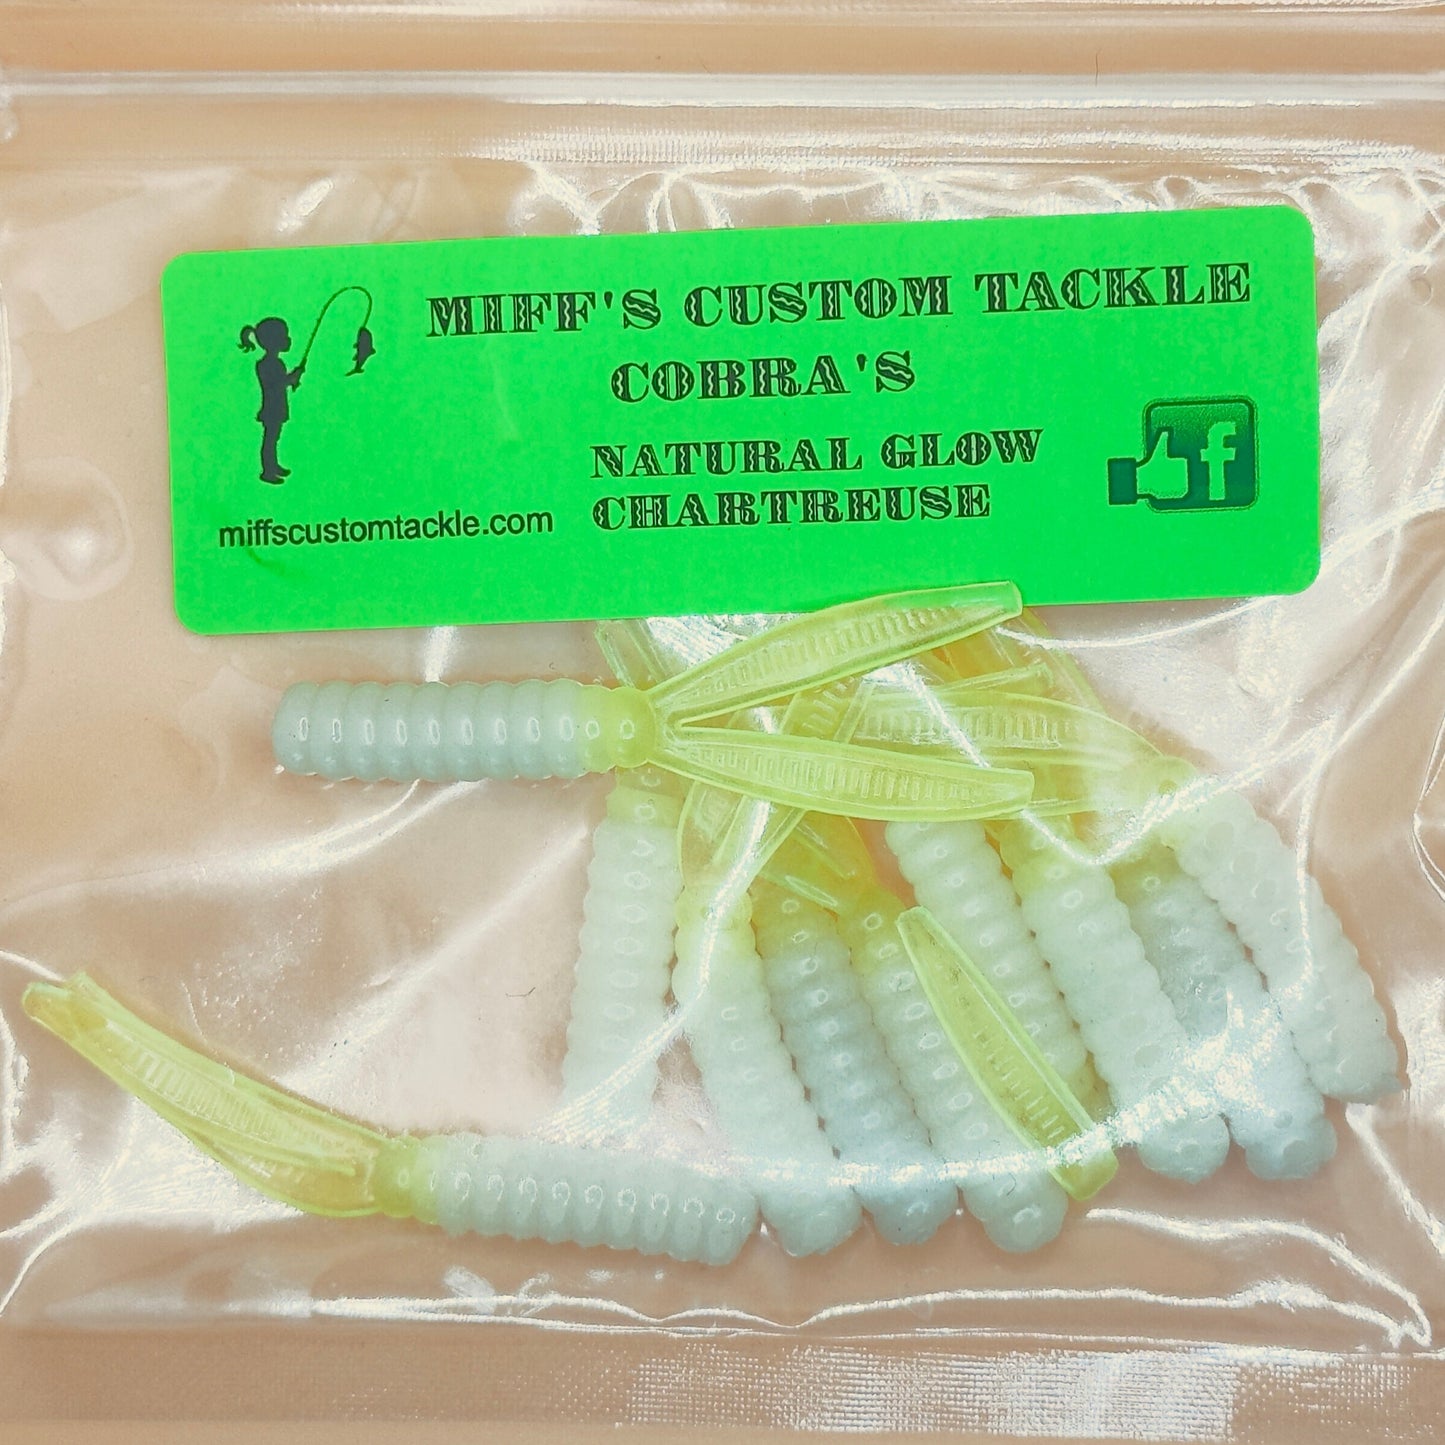 MIFF'S CUSTOM TACKLE
COBRA'S
NATURAL GLOW
CHARTREUSE
miffscustomtackle.com
f